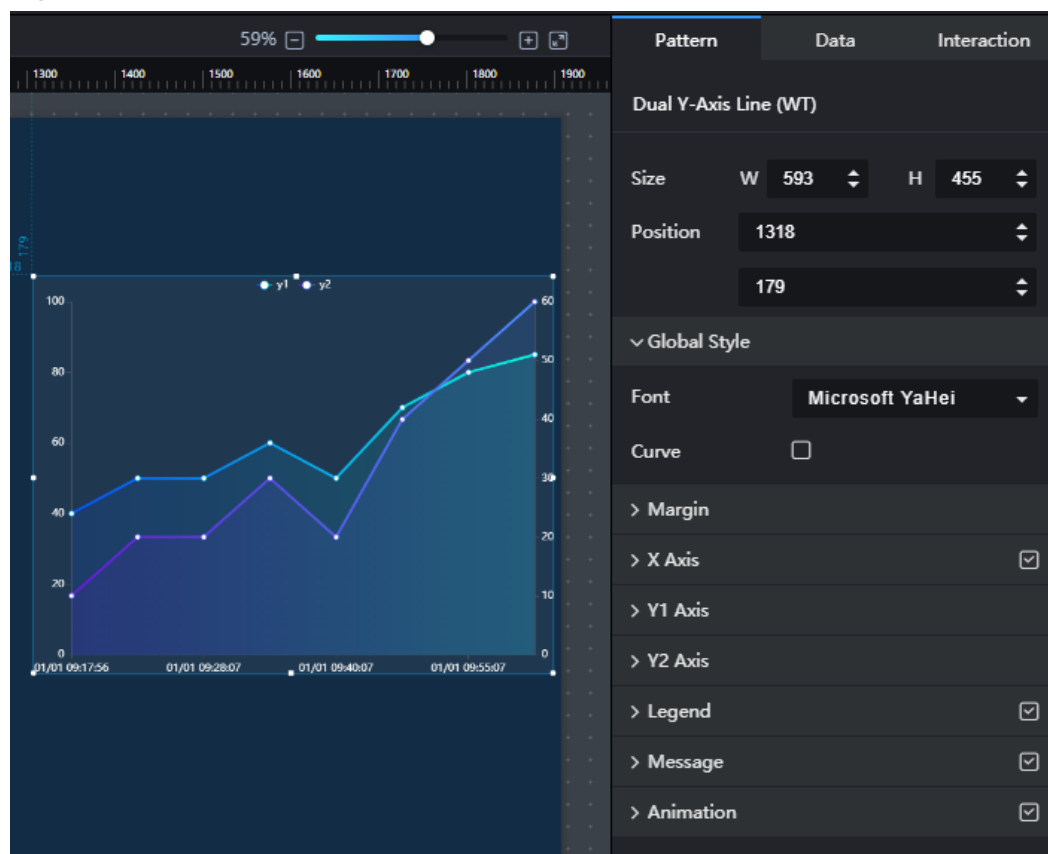 59%
1300 1400 1500 1600 1700 1800 1900
179
y1 y2
100
80
60
40
20
0
60
50
40
30
20
10
0
01/01 09:17:56 01/01 09:28:07 01/01 09:40:07 01/01 09:55:07
Pattern Data Interaction
Dual Y-Axis Line (WT)
Size W 593 H 455
Position 1318
179
Global Style
Font Microsoft YaHei
Curve
Margin
X Axis
Y1 Axis
Y2 Axis
Legend
Message
Animation